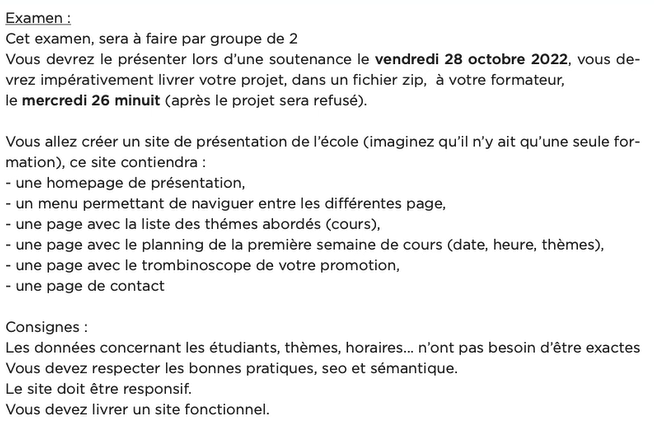 Examen :
Cet examen, sera à faire par groupe de 2
Vous devrez le présenter lors d'une soutenance le vendredi 28 octobre 2022, vous de-
vrez impérativement livrer votre projet, dans un fichier zip,  à votre formateur,
le mercredi 26 minuit (après le projet sera refusé).
Vous allez créer un site de présentation de l'école (imaginez qu'il n'y ait qu'une seule for-
mation), ce site contiendra :
- une homepage de présentation,
- un menu permettant de naviguer entre les différentes page,
- une page avec la liste des thémes abordés (cours),
- une page avec le planning de la première semaine de cours (date, heure, thèmes),
- une page avec le trombinoscope de votre promotion,
- une page de contact
Consignes :
Les données concernant les étudiants, thèmes, horaires... n'ont pas besoin d'être exactes
Vous devez respecter les bonnes pratiques, seo et sémantique.
Le site doit être responsif.
Vous devez livrer un site fonctionnel.